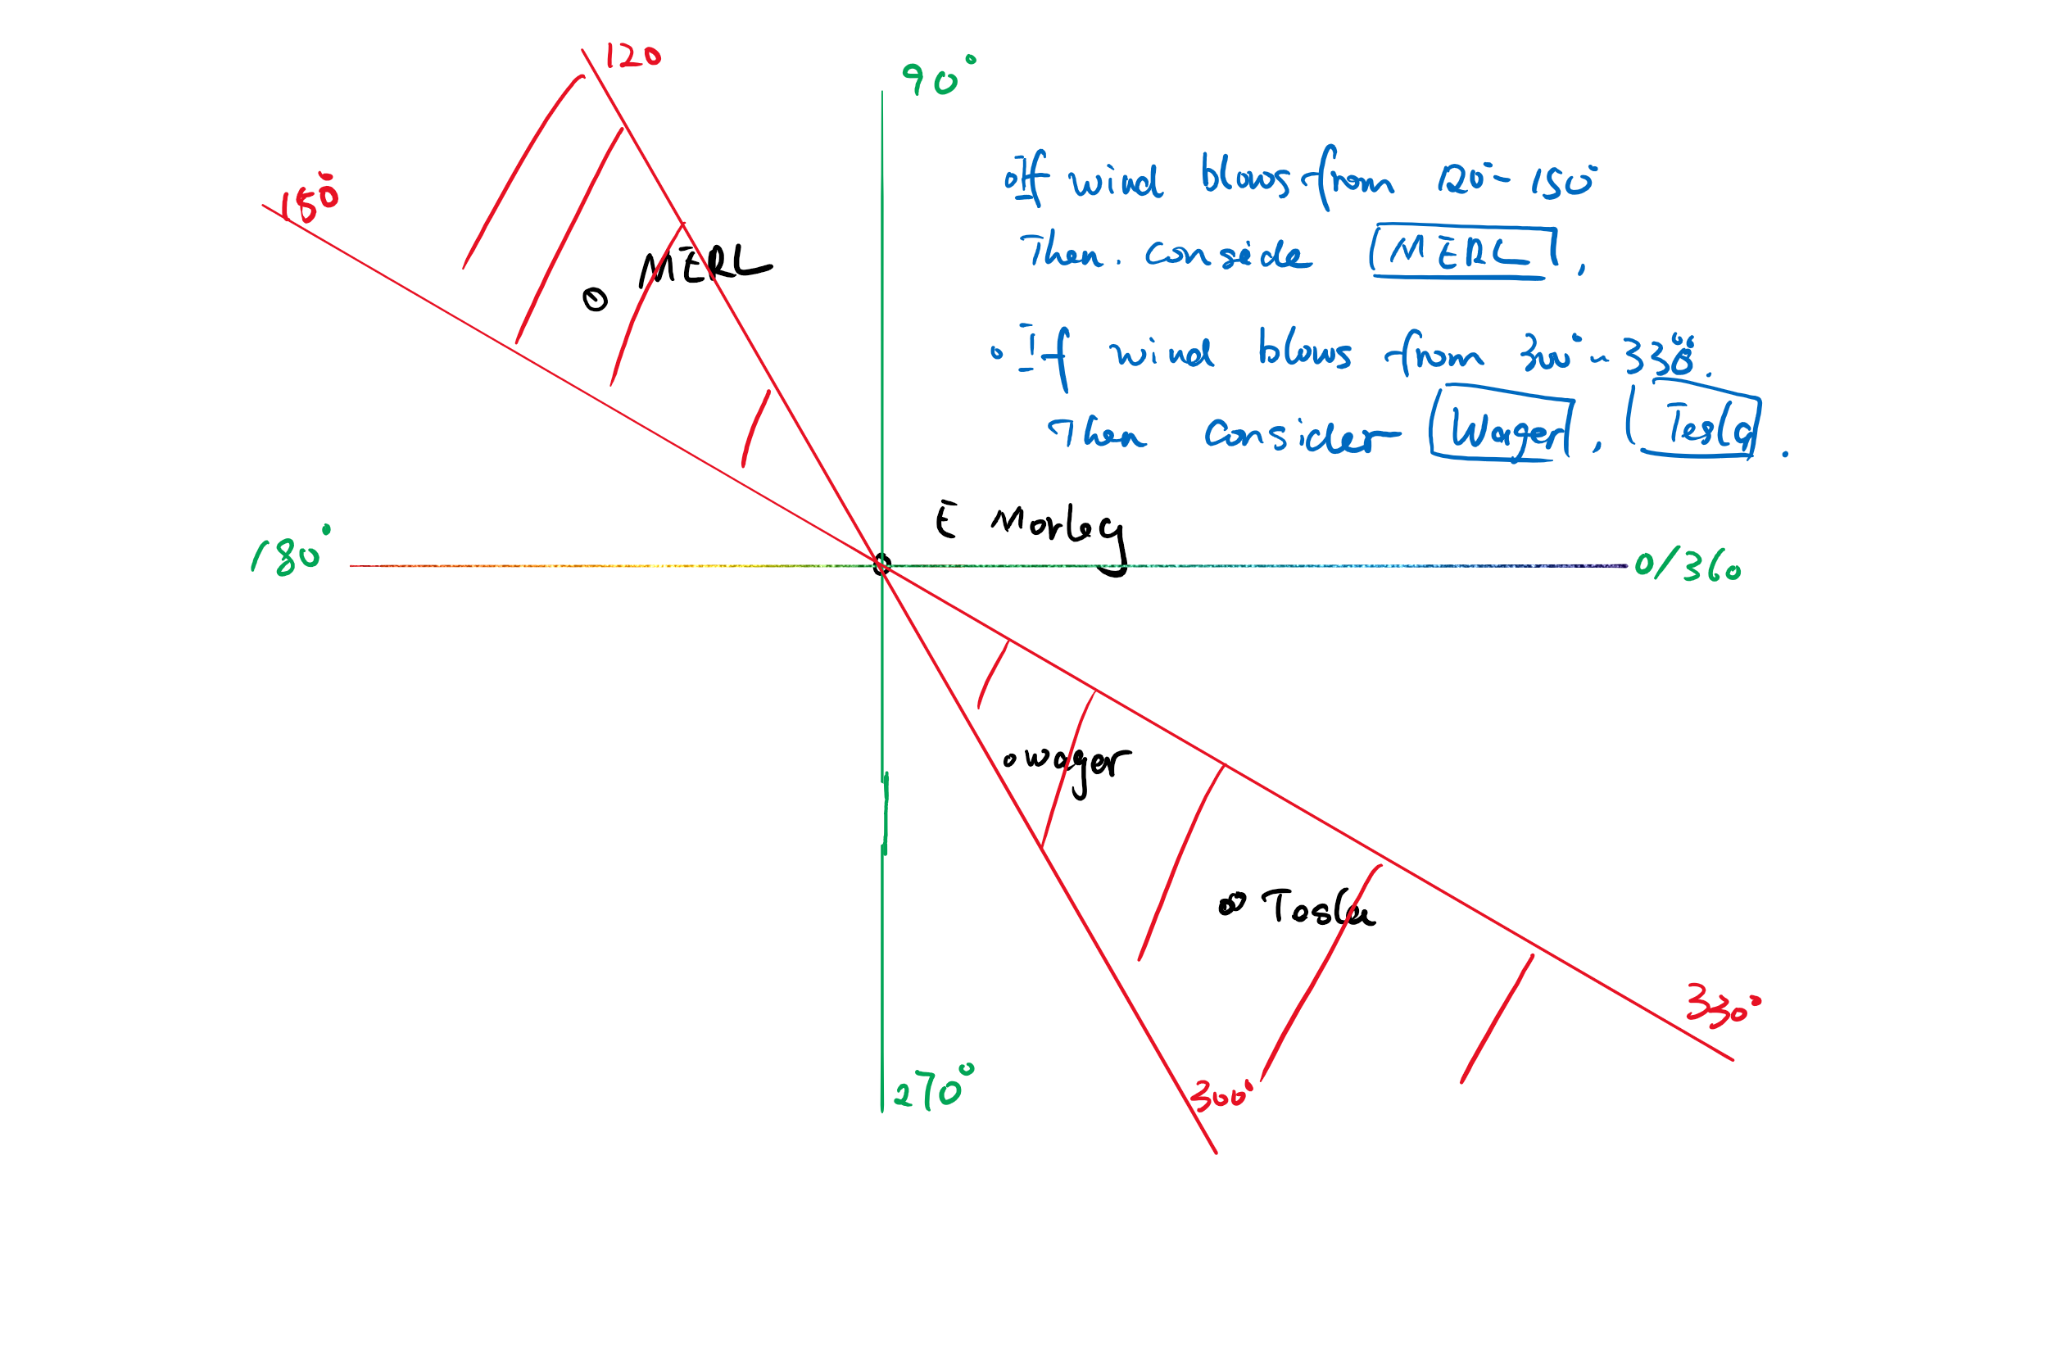 120
90°
150°
oIf wind blows from 120°- 150°
Then. conside MERL,
MERL
o If wind blows from 300° ~ 330°.
Then consider Wager, Tesla.
E Morley
180°
0/360
o wager
Tesla
330°
300°
270°